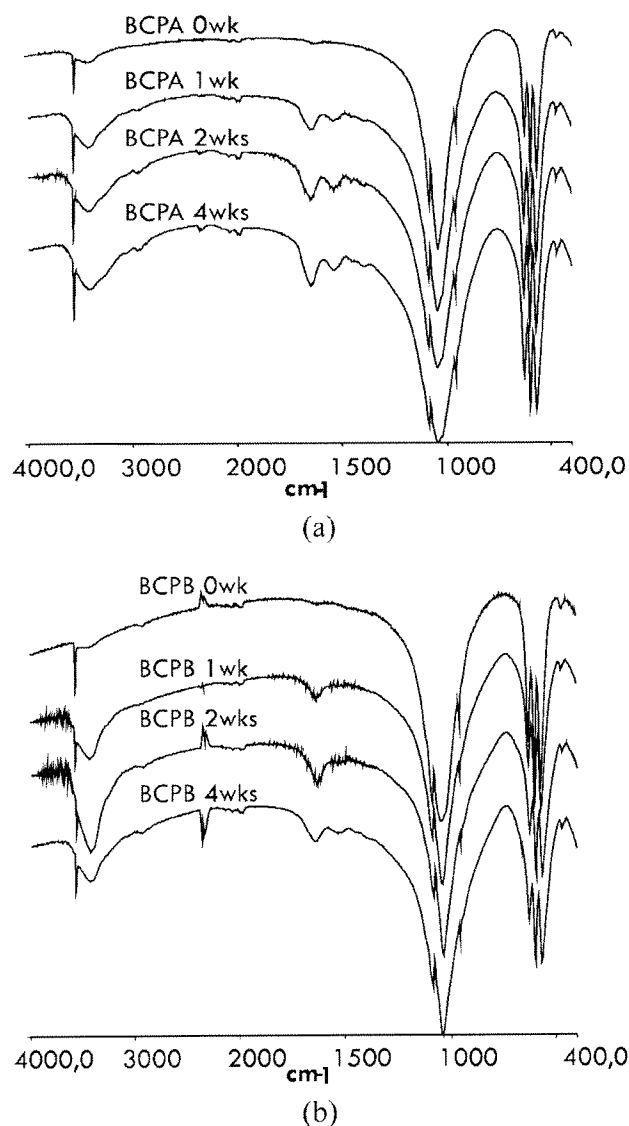 BCPA 0wk
BCPA 1wk
BCPA 2wks
BCPA 4wks
4000,0 3000 2000 1500 1000 400,0
cm-1
(a)
BCPB 0wk
BCPB 1wk
BCPB 2wks
BCPB 4wks
4000,0 3000 2000 1500 1000 400,0
cm-1
(b)